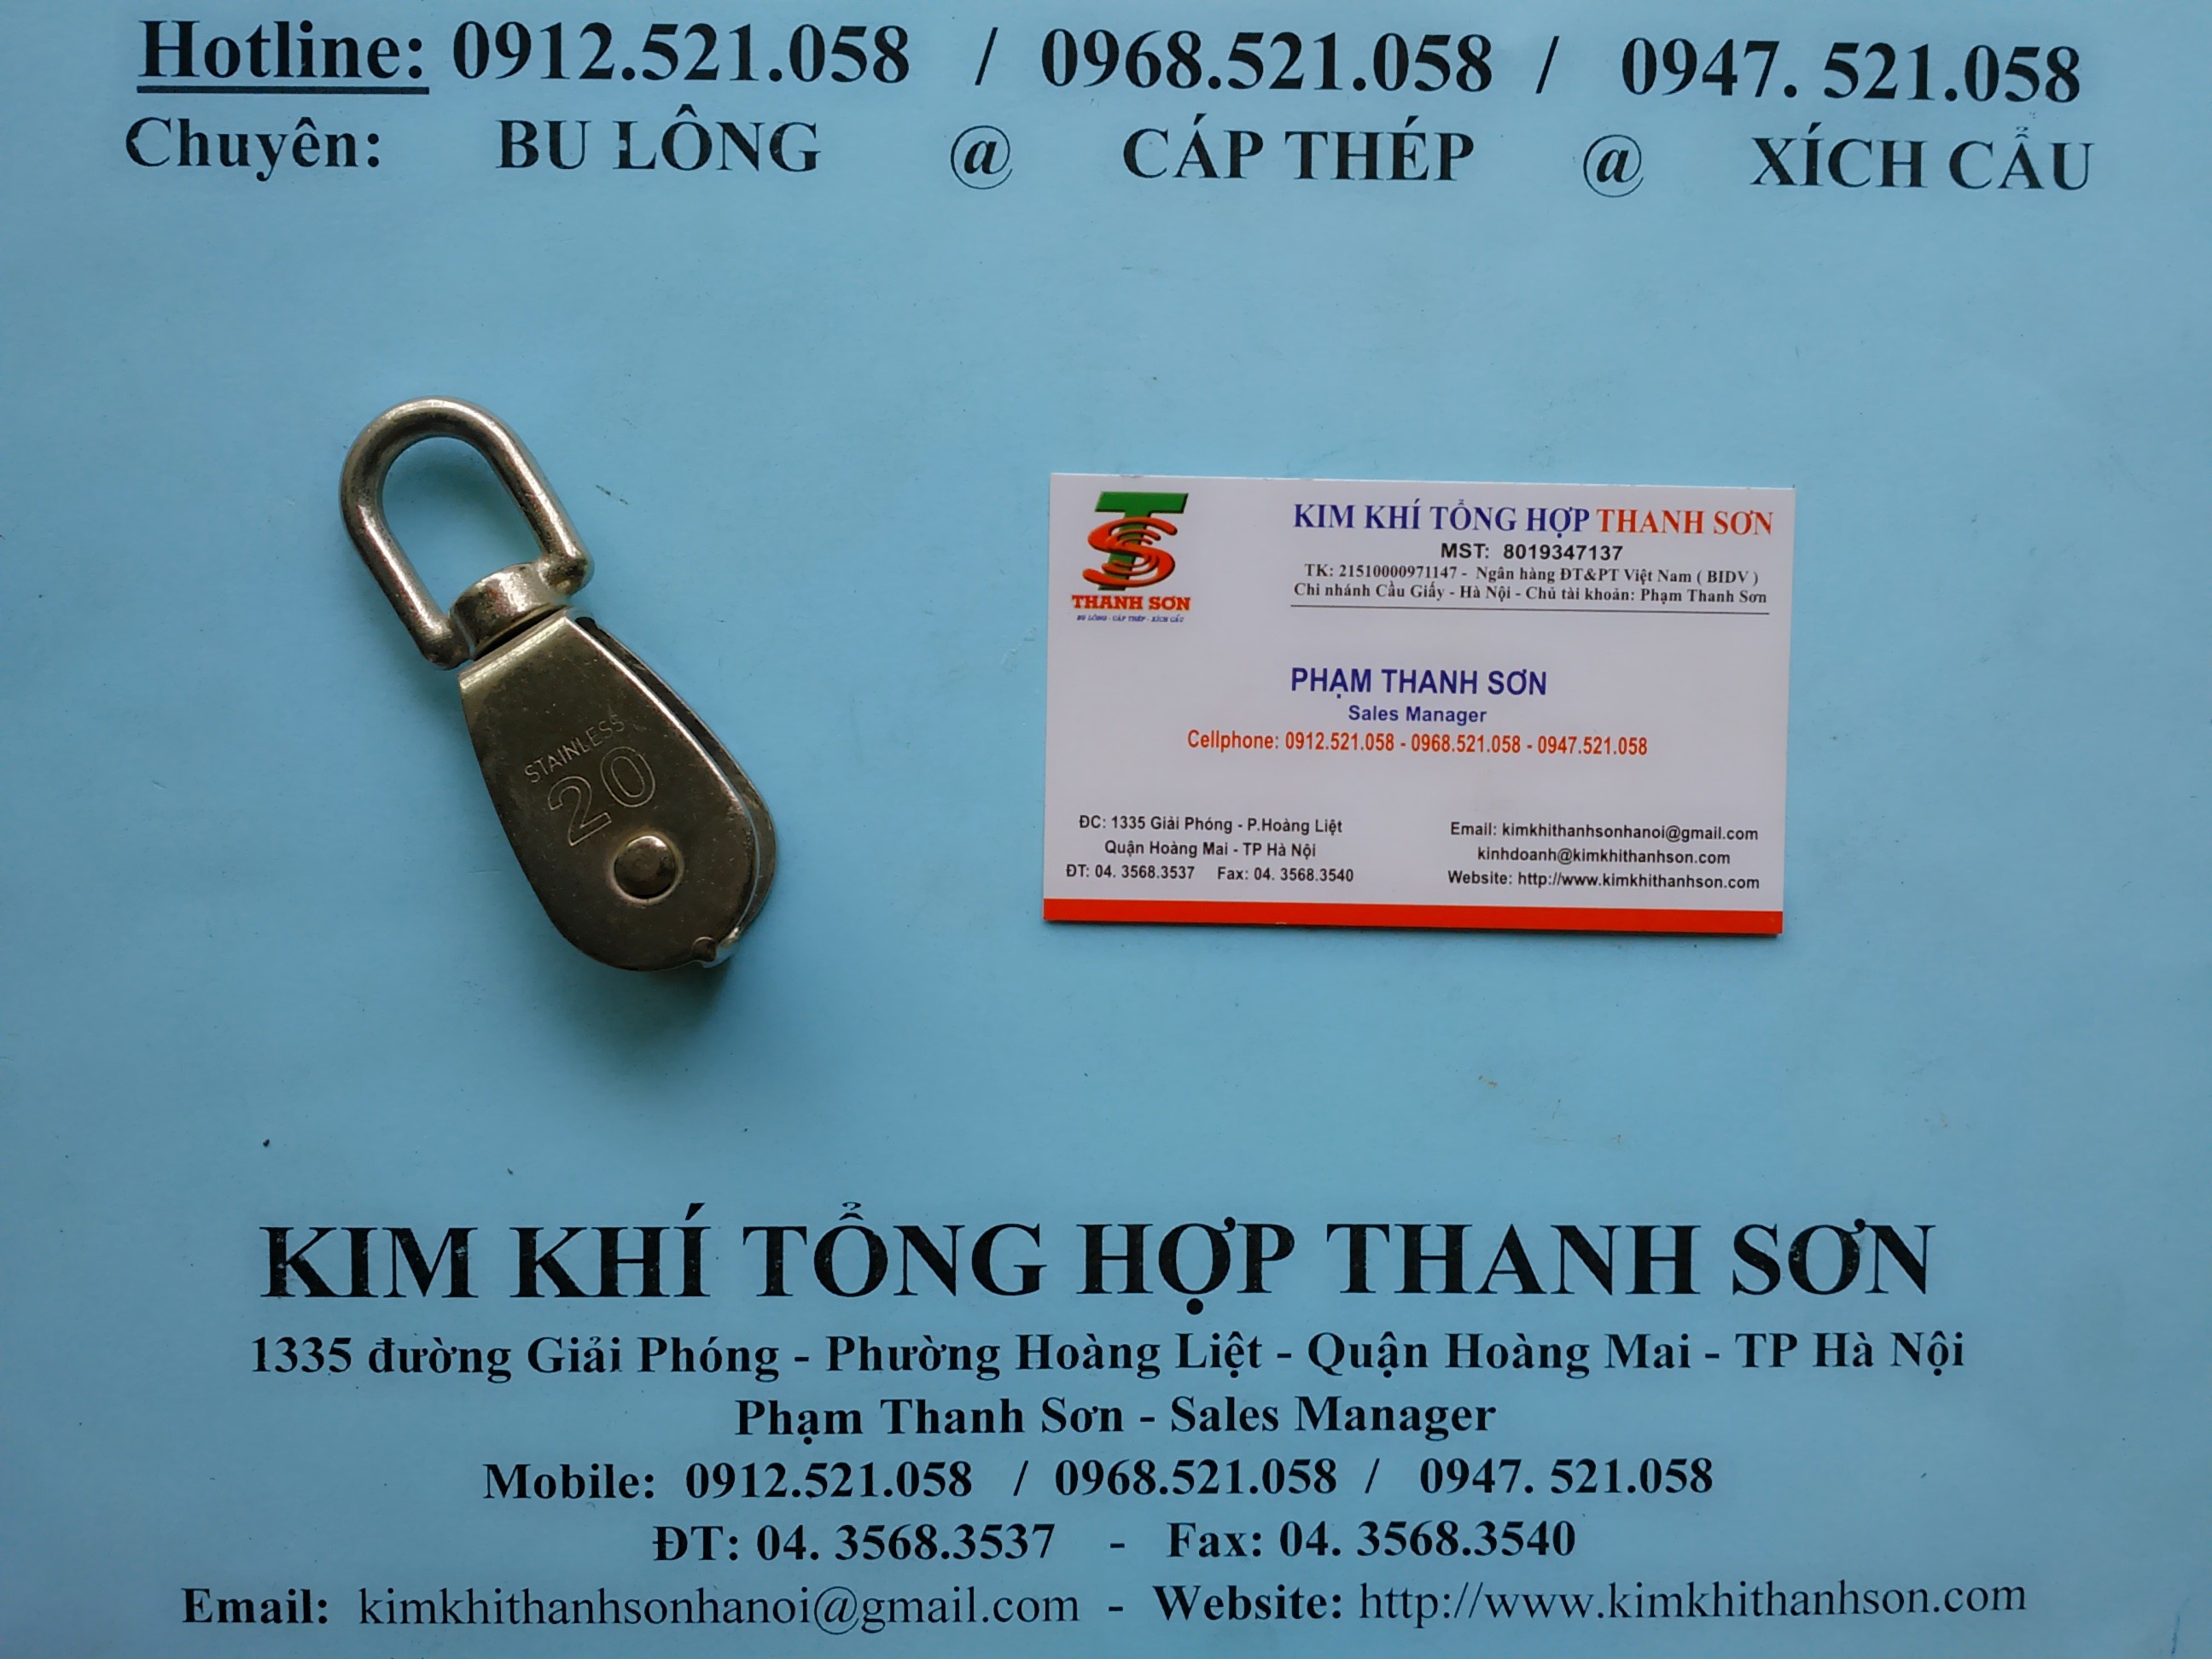 Hotline: 0912.521.058 / 0968.521.058 / 0947. 521.058
Chuyên: BU LÔNG @ CÁP THÉP @ XÍCH CẨU
STAINLESS
20
TS
THANH SƠN
BU LÔNG - CÁP THÉP - XÍCH CẨU
KIM KHÍ TỔNG HỢP THANH SƠN
MST: 8019347137
TK: 21510000971147 - Ngân hàng ĐT&PT Việt Nam ( BIDV )
Chi nhánh Cầu Giấy - Hà Nội - Chủ tài khoản: Phạm Thanh Sơn
PHẠM THANH SƠN
Sales Manager
Cellphone: 0912.521.058 - 0968.521.058 - 0947.521.058
ĐC: 1335 Giải Phóng - P.Hoàng Liệt
Quận Hoàng Mai - TP Hà Nội
ĐT: 04. 3568.3537 Fax: 04. 3568.3540
Email: kimkhithanhsonhanoi@gmail.com
kinhdoanh@kimkhithanhson.com
Website: http://www.kimkhithanhson.com
KIM KHÍ TỔNG HỢP THANH SƠN
1335 đường Giải Phóng - Phường Hoàng Liệt - Quận Hoàng Mai - TP Hà Nội
Phạm Thanh Sơn - Sales Manager
Mobile: 0912.521.058 / 0968.521.058 / 0947. 521.058
ĐT: 04. 3568.3537 - Fax: 04. 3568.3540
Email: kimkhithanhsonhanoi@gmail.com - Website: http://www.kimkhithanhson.com